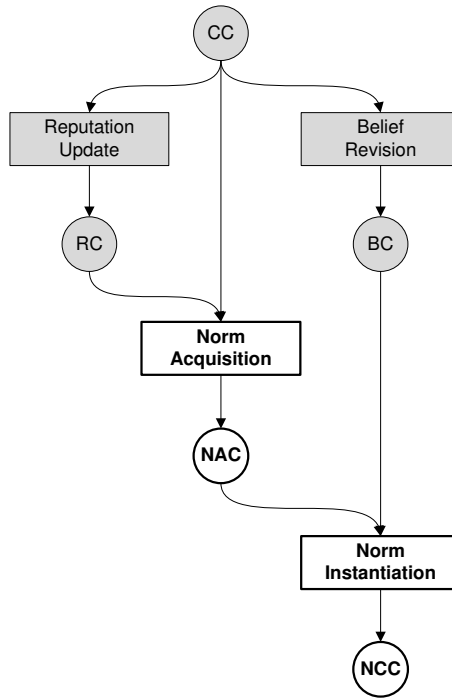 CC
Reputation
Update
Belief
Revision
RC
BC
Norm
Acquisition
NAC
Norm
Instantiation
NCC